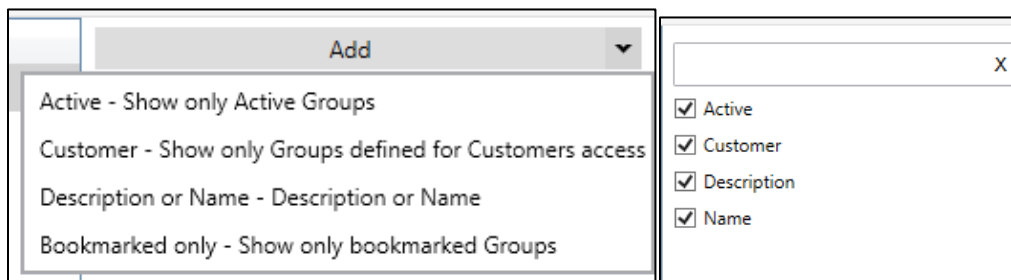 Add
Active - Show only Active Groups
Customer - Show only Groups defined for Customers access
Description or Name - Description or Name
Bookmarked only - Show only bookmarked Groups
X
Active
Customer
Description
Name